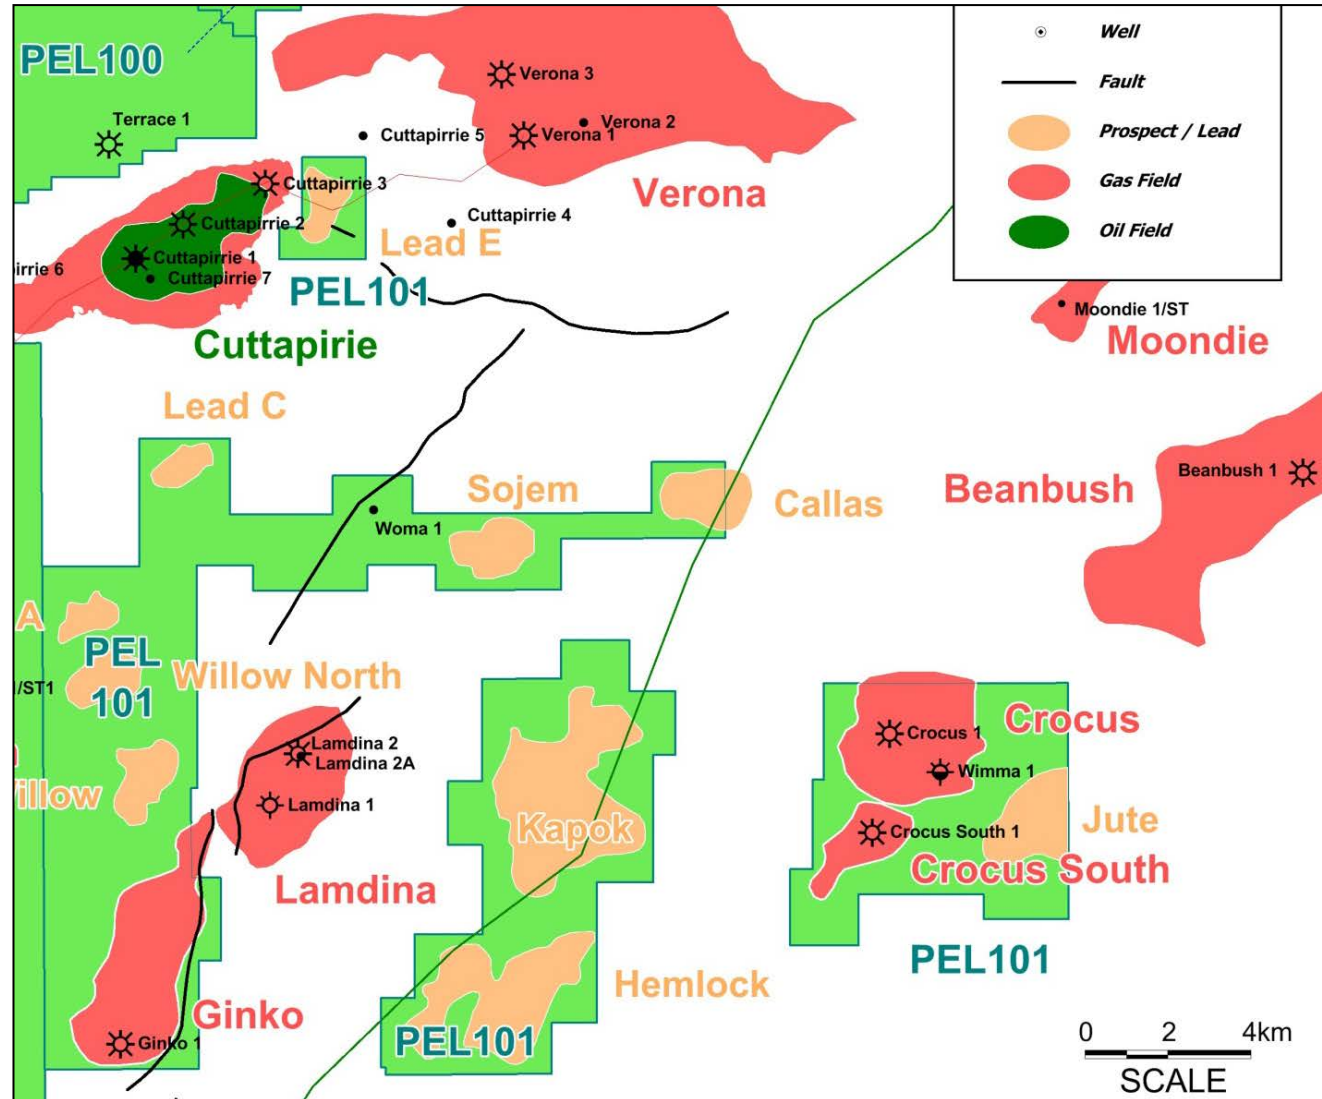 PEL100
Well
Fault
Prospect / Lead
Gas Field
Oil Field
Verona 3
Terrace 1
Cuttapirrie 5
Verona 1
Verona 2
Cuttapirrie 3
Verona
Cuttapirrie 2
Cuttapirrie 4
Lead E
Cuttapirrie 1
pirrie 6
Cuttapirrie 7
PEL101
Moondie 1/ST
Moondie
Cuttapirie
Lead C
Beanbush 1
Sojem
Beanbush
Callas
Woma 1
A
PEL
101
Willow North
I/ST1
Crocus
Crocus 1
Lamdina 2
Lamdina 2A
Wimma 1
Willow
Lamdina 1
Kapok
Jute
Crocus South 1
Crocus South
Lamdina
PEL101
Hemlock
Ginko
Ginko 1
PEL101
0 2 4km
SCALE